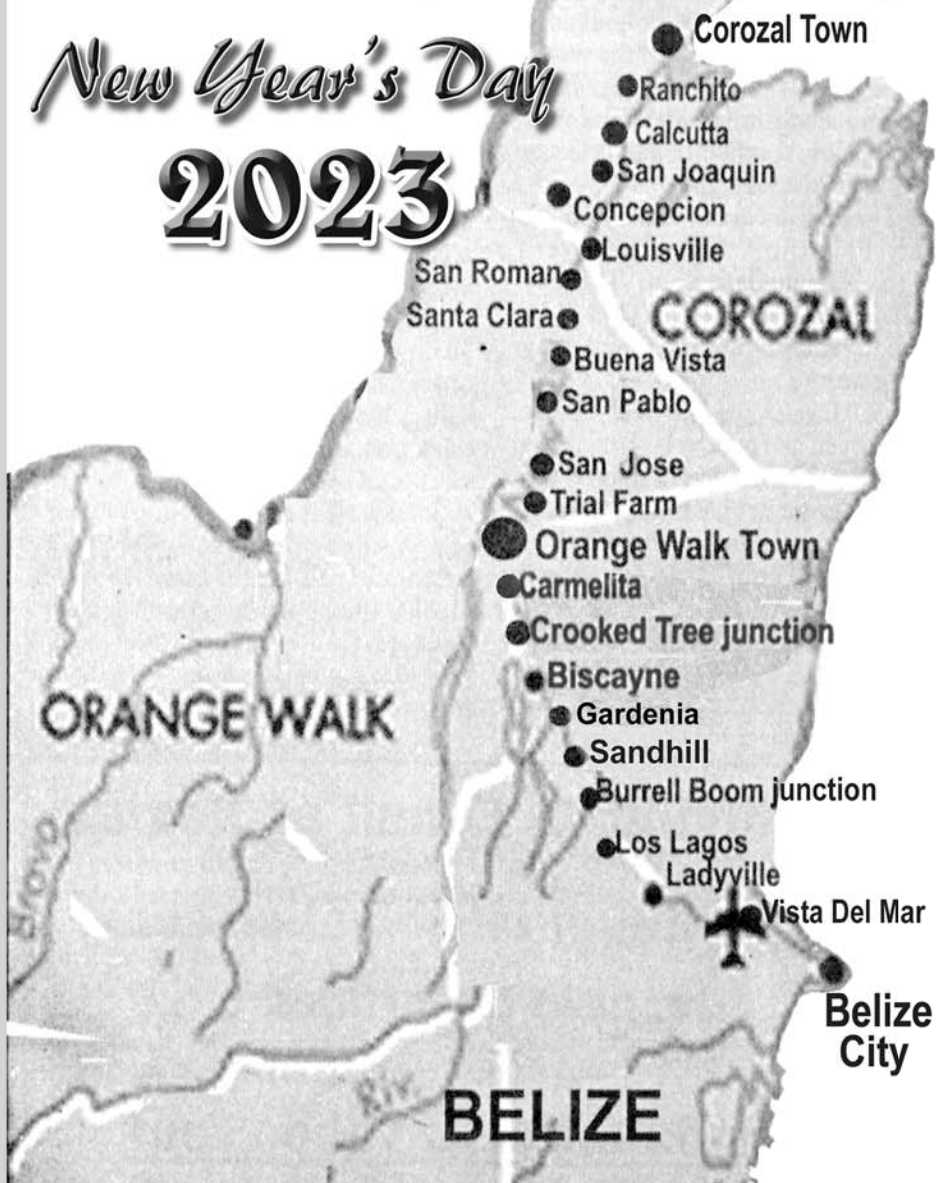 New Year's Day
2023
Corozal Town
Ranchito
Calcutta
San Joaquin
Concepcion
Louisville
San Roman
Santa Clara
COROZAL
Buena Vista
San Pablo
San Jose
Trial Farm
Orange Walk Town
Carmelita
Crooked Tree junction
Biscayne
ORANGE WALK
Gardenia
Sandhill
Burrell Boom junction
Los Lagos
Ladyville
Bravo
Vista Del Mar
Belize
City
Riv.
BELIZE